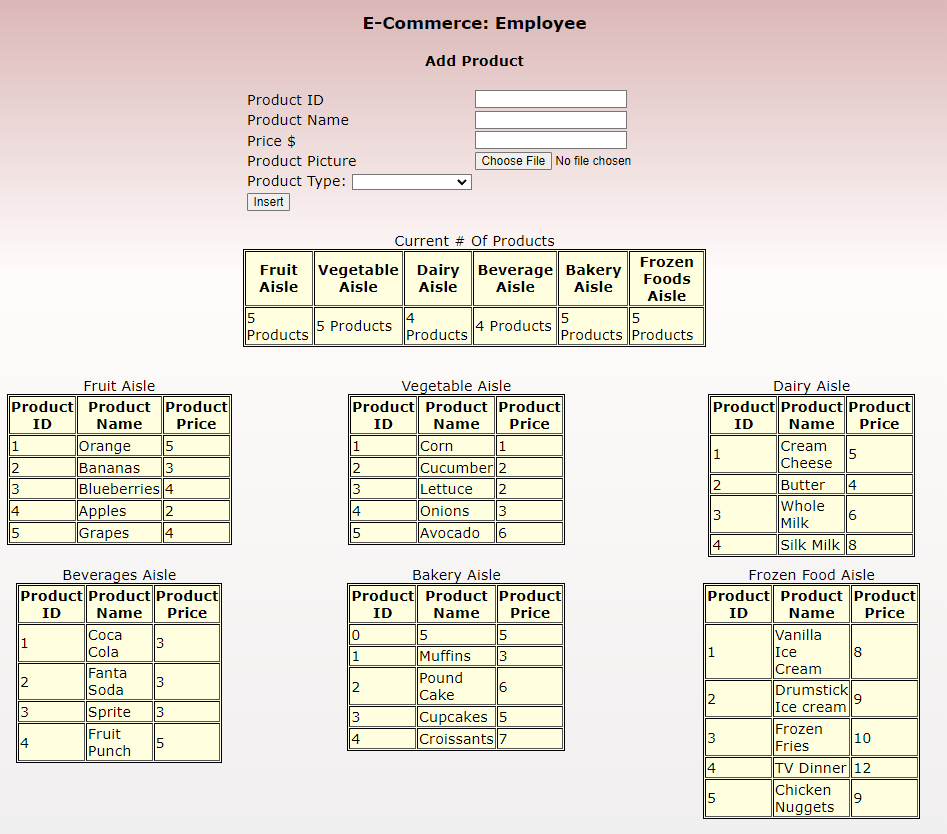 E-Commerce: Employee
Add Product
Product ID
Product Name
Price $
Product Picture Choose File No file chosen
Product Type:
Insert
Current # Of Products
Fruit Aisle Vegetable Aisle Dairy Aisle Beverage Aisle Bakery Aisle Frozen Foods Aisle
5 Products 5 Products 4 Products 4 Products 5 Products 5 Products
Fruit Aisle
Product ID Product Name Product Price
1 Orange 5
2 Bananas 3
3 Blueberries 4
4 Apples 2
5 Grapes 4
Vegetable Aisle
Product ID Product Name Product Price
1 Corn 1
2 Cucumber 2
3 Lettuce 2
4 Onions 3
5 Avocado 6
Dairy Aisle
Product ID Product Name Product Price
1 Cream Cheese 5
2 Butter 4
3 Whole Milk 6
4 Silk Milk 8
Beverages Aisle
Product ID Product Name Product Price
1 Coca Cola 3
2 Fanta Soda 3
3 Sprite 3
4 Fruit Punch 5
Bakery Aisle
Product ID Product Name Product Price
0 5 5
1 Muffins 3
2 Pound Cake 6
3 Cupcakes 5
4 Croissants 7
Frozen Food Aisle
Product ID Product Name Product Price
1 Vanilla Ice Cream 8
2 Drumstick Ice cream 9
3 Frozen Fries 10
4 TV Dinner 12
5 Chicken Nuggets 9